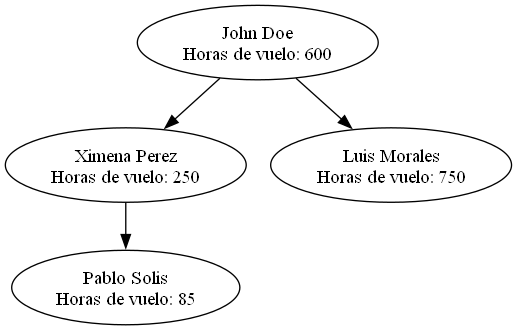 John Doe
Horas de vuelo: 600
Ximena Perez
Horas de vuelo: 250
Luis Morales
Horas de vuelo: 750
Pablo Solis
Horas de vuelo: 85